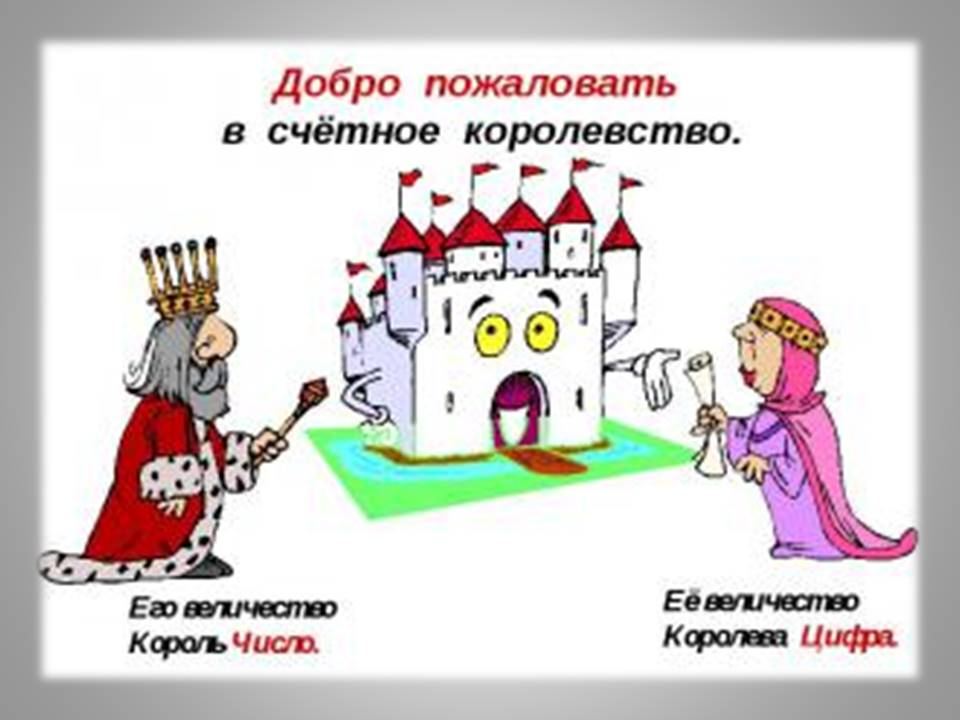 Добро пожаловать
в счётное королевство.
Его величество
Король Число.
Её величество
Королева Цифра.